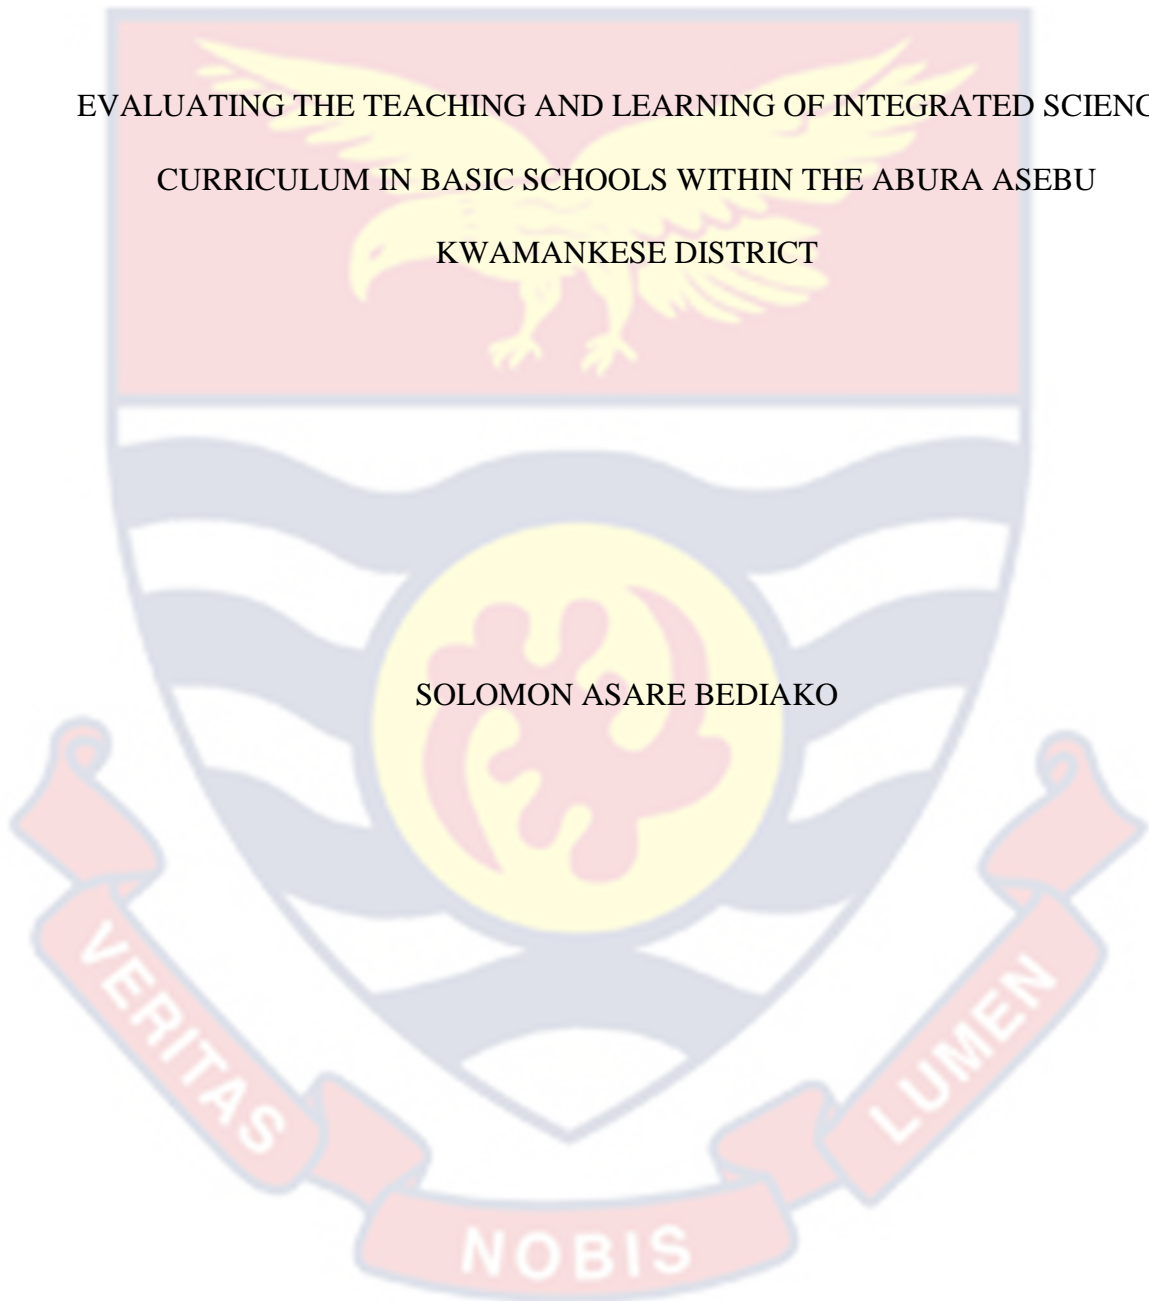 EVALUATING THE TEACHING AND LEARNING OF INTEGRATED SCIENC
CURRICULUM IN BASIC SCHOOLS WITHIN THE ABURA ASEBU
KWAMANKESE DISTRICT
SOLOMON ASARE BEDIAKO
VERITAS
NOBIS
LUMEN